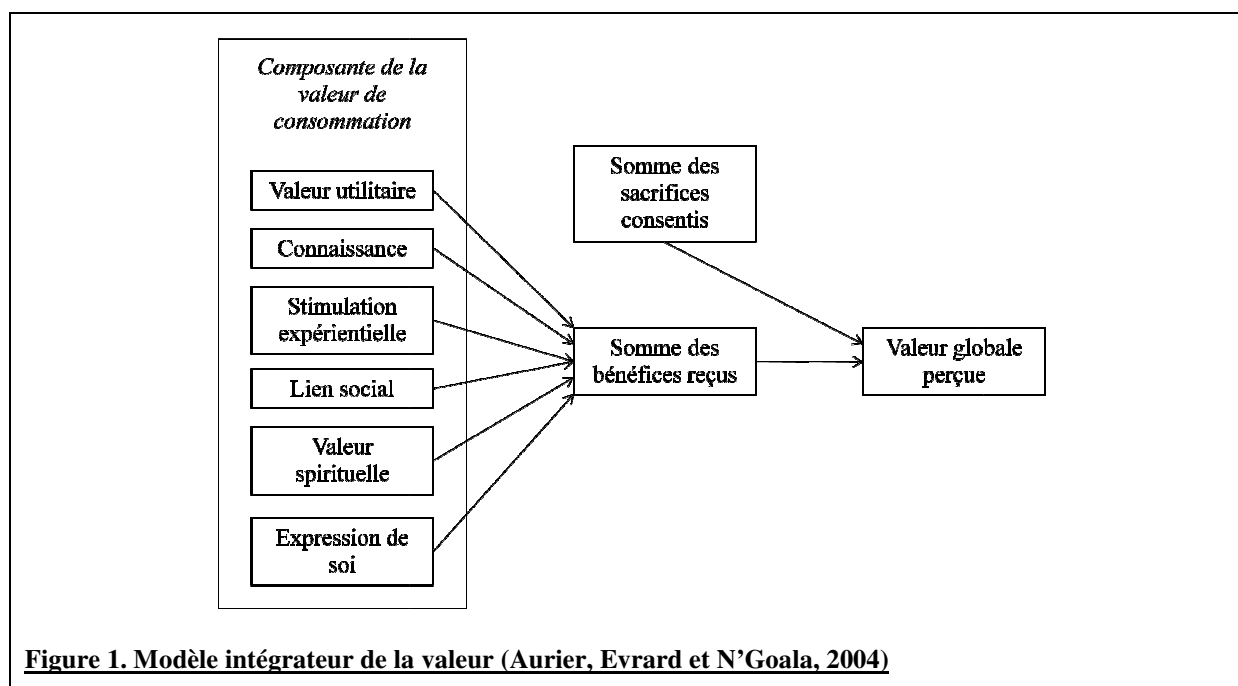 Composante de la
valeur de
consommation
Valeur utilitaire
Connaissance
Stimulation
expérientielle
Lien social
Valeur
spirituelle
Expression de
soi
Somme des
sacrifices
consentis
Somme des
bénéfices reçus
Valeur globale
perçue
Figure 1. Modèle intégrateur de la valeur (Aurier, Evrard et N’Goala, 2004)